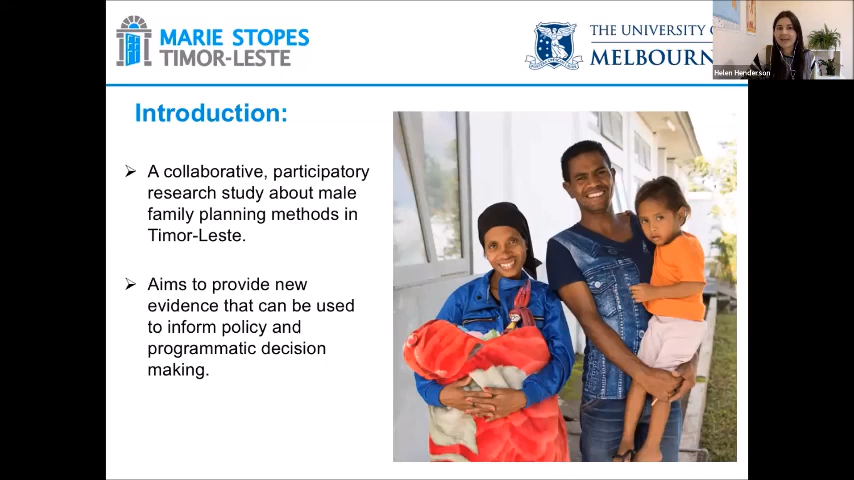 MARIE STOPES
TIMOR-LESTE
THE UNIVERSITY
MELBOURN
Helen Henderson
Introduction:
A collaborative, participatory
research study about male
family planning methods in
Timor-Leste.
Aims to provide new
evidence that can be used
to inform policy and
programmatic decision
making.